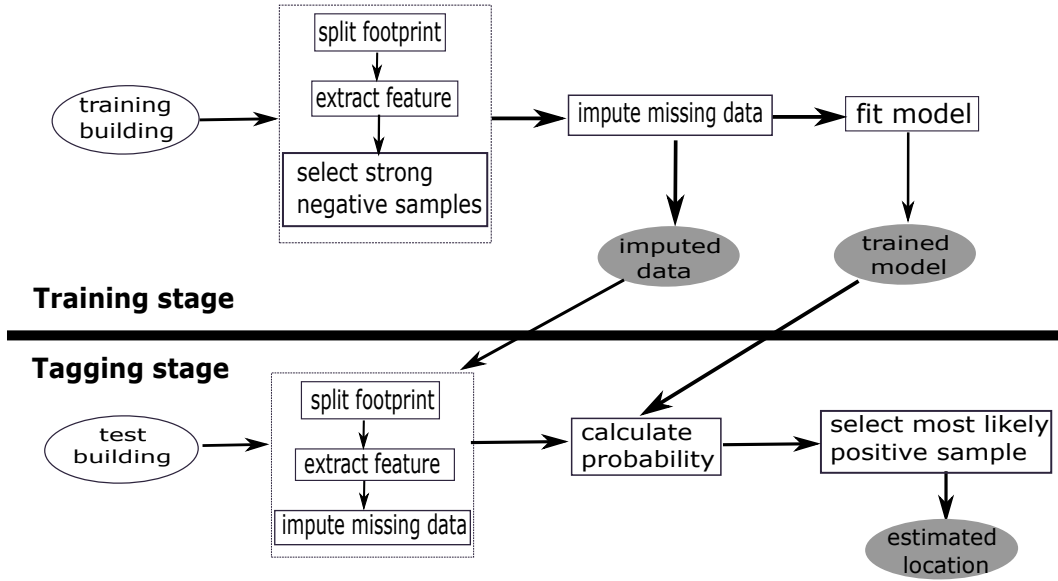 split footprint
extract feature
select strong
negative samples
training
building
impute missing data
fit model
imputed
data
trained
model
Training stage
Tagging stage
test
building
split footprint
extract feature
impute missing data
calculate
probability
select most likely
positive sample
estimated
location